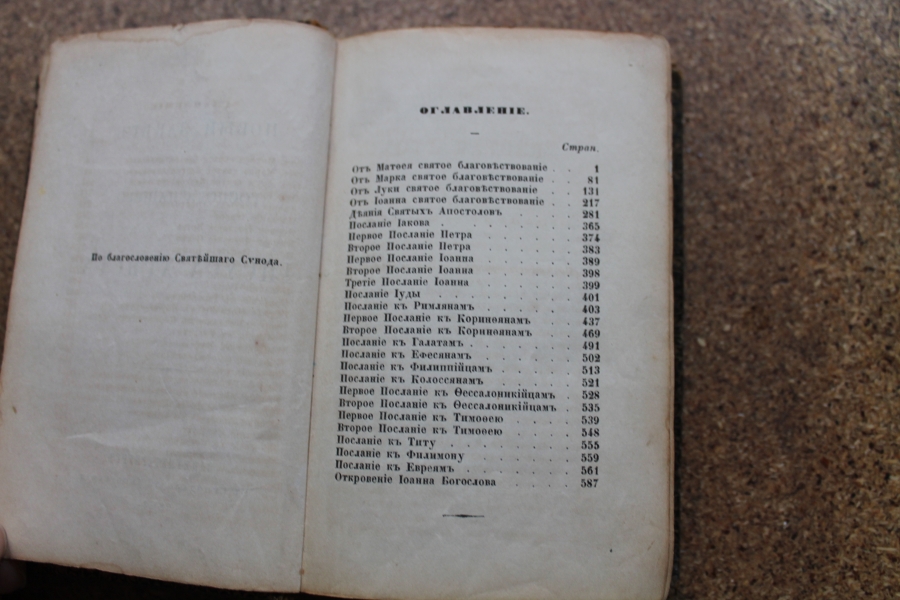 По благословенію Святѣйшаго Сѵнода.
ОГЛАВЛЕНІЕ.
Стран.
Отъ Матѳея святое благовѣствованіе . . 1
Отъ Марка святое благовѣствованіе . . 81
Отъ Луки святое благовѣствованіе . . 131
Отъ Іоанна святое благовѣствованіе . . 217
Дѣянія Святыхъ Апостоловъ . . . . 281
Посланіе Іакова . . . . . . . 365
Первое Посланіе Петра . . . . . . 374
Второе Посланіе Петра . . . . . . 383
Первое Посланіе Іоанна . . . . . . 389
Второе Посланіе Іоанна . . . . . . 398
Третіе Посланіе Іоанна . . . . . . 399
Посланіе Іуды . . . . . . . 401
Посланіе къ Римлянамъ . . . . . . 403
Первое Посланіе къ Коринѳянамъ . . . 437
Второе Посланіе къ Коринѳянамъ . . . 469
Посланіе къ Галатамъ . . . . . . 491
Посланіе къ Ефесянамъ . . . . . . 502
Посланіе къ Филиппійцамъ . . . . . 513
Посланіе къ Колоссянамъ . . . . . 521
Первое Посланіе къ Ѳессалоникійцамъ . . 528
Второе Посланіе къ Ѳессалоникійцамъ . . 535
Первое Посланіе къ Тимоѳею . . . . 539
Второе Посланіе къ Тимоѳею . . . . 548
Посланіе къ Титу . . . . . . . 555
Посланіе къ Филимону . . . . . . 559
Посланіе къ Евреямъ . . . . . . 561
Откровеніе Іоанна Богослова . . . . 587